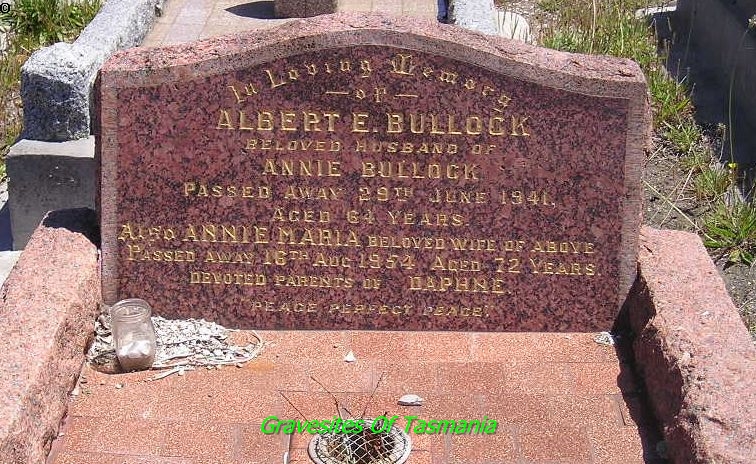 In Loving Memory
— of —
ALBERT E. BULLOCK
BELOVED HUSBAND OF
ANNIE BULLOCK
PASSED AWAY 29TH JUNE 1941.
AGED 64 YEARS.
ALSO ANNIE MARIA BELOVED WIFE OF ABOVE
PASSED AWAY 16TH AUG 1954 AGED 72 YEARS
DEVOTED PARENTS OF DAPHNE.
"PEACE PERFECT PEACE."
Gravesites Of Tasmania